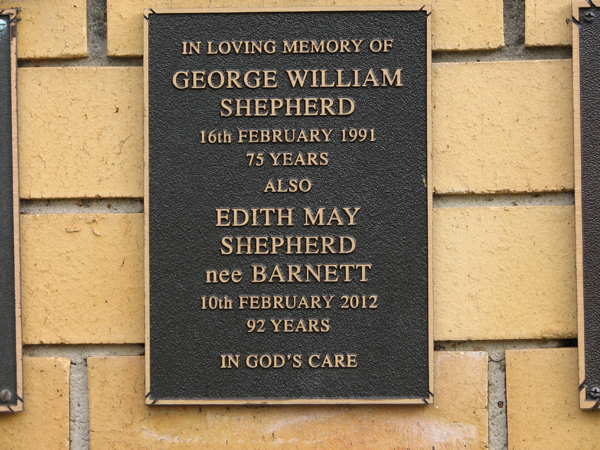 IN LOVING MEMORY OF
GEORGE WILLIAM
SHEPHERD
16th FEBRUARY 1991
75 YEARS
ALSO
EDITH MAY
SHEPHERD
nee BARNETT
10th FEBRUARY 2012
92 YEARS
IN GOD'S CARE